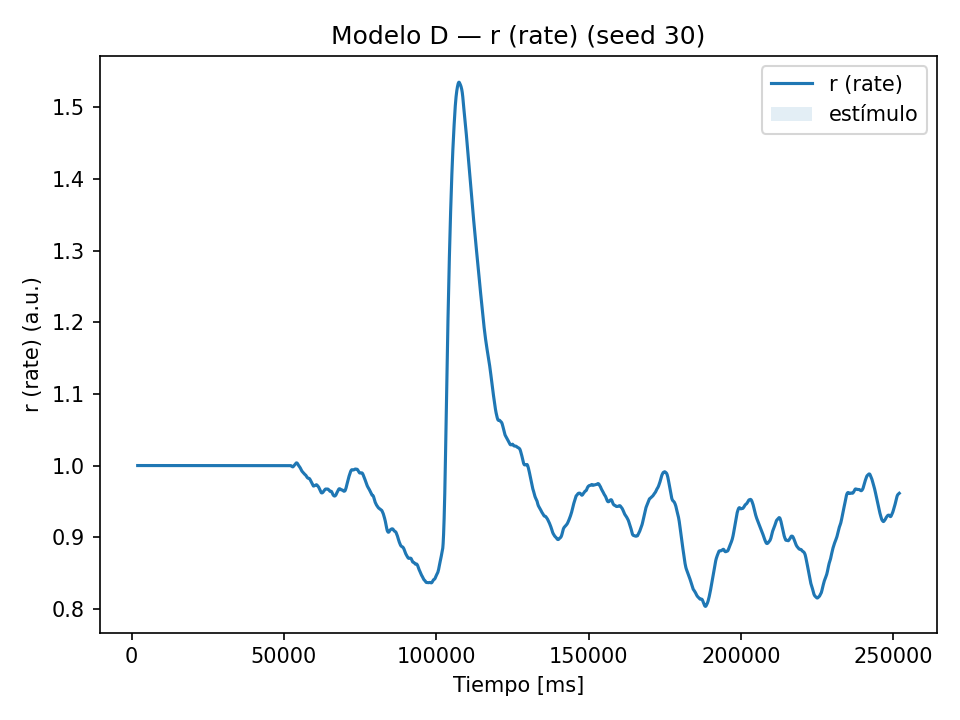 Modelo D — r (rate) (seed 30)
r (rate)
estímulo
1.5
1.4
1.3
1.2
1.1
1.0
0.9
0.8
r (rate) (a.u.)
0
50000
100000
150000
200000
250000
Tiempo [ms]